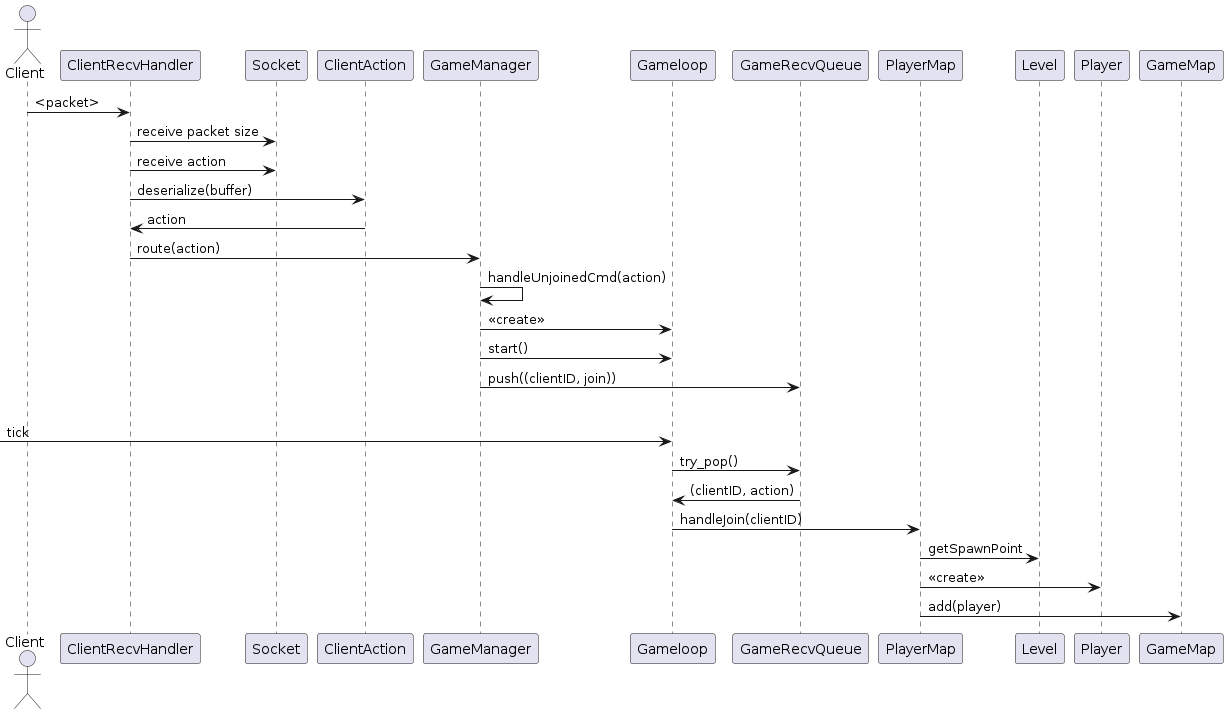 Client
ClientRecvHandler
Socket
ClientAction
GameManager
Gameloop
GameRecvQueue
PlayerMap
Level
Player
GameMap
<packet>
receive packet size
receive action
deserialize(buffer)
action
route(action)
handleUnjoinedCmd(action)
«create»
start()
push((clientID, join))
tick
try_pop()
(clientID, action)
handleJoin(clientID)
getSpawnPoint
«create»
add(player)
Client
ClientRecvHandler
Socket
ClientAction
GameManager
Gameloop
GameRecvQueue
PlayerMap
Level
Player
GameMap